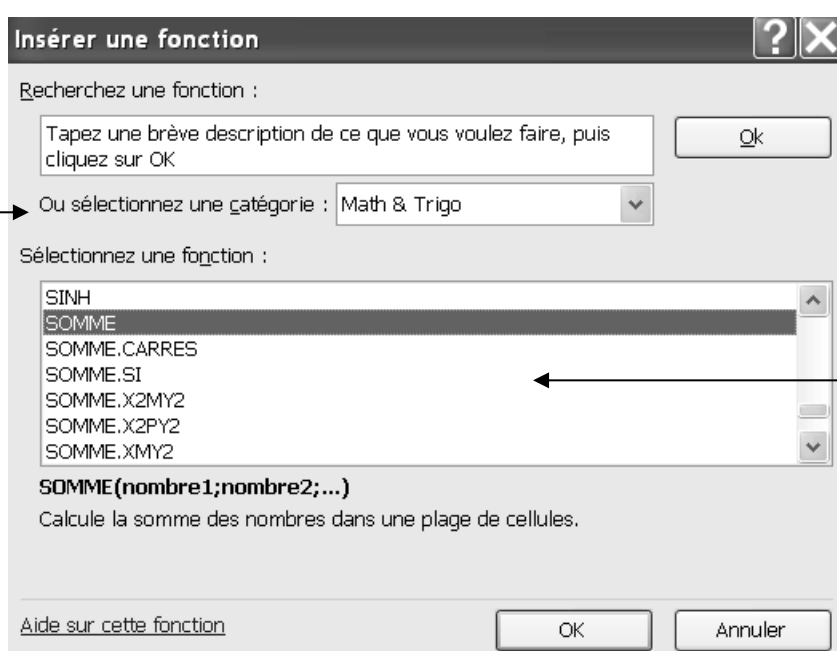 Insérer une fonction
Recherchez une fonction :
Tapez une brève description de ce que vous voulez faire, puis
cliquez sur OK
Ok
Ou sélectionnez une catégorie : Math & Trigo
Sélectionnez une fonction :
SINH
SOMME
SOMME.CARRES
SOMME.SI
SOMME.X2MY2
SOMME.X2PY2
SOMME.XMY2
SOMME(nombre1;nombre2;...)
Calcule la somme des nombres dans une plage de cellules.
Aide sur cette fonction
OK
Annuler